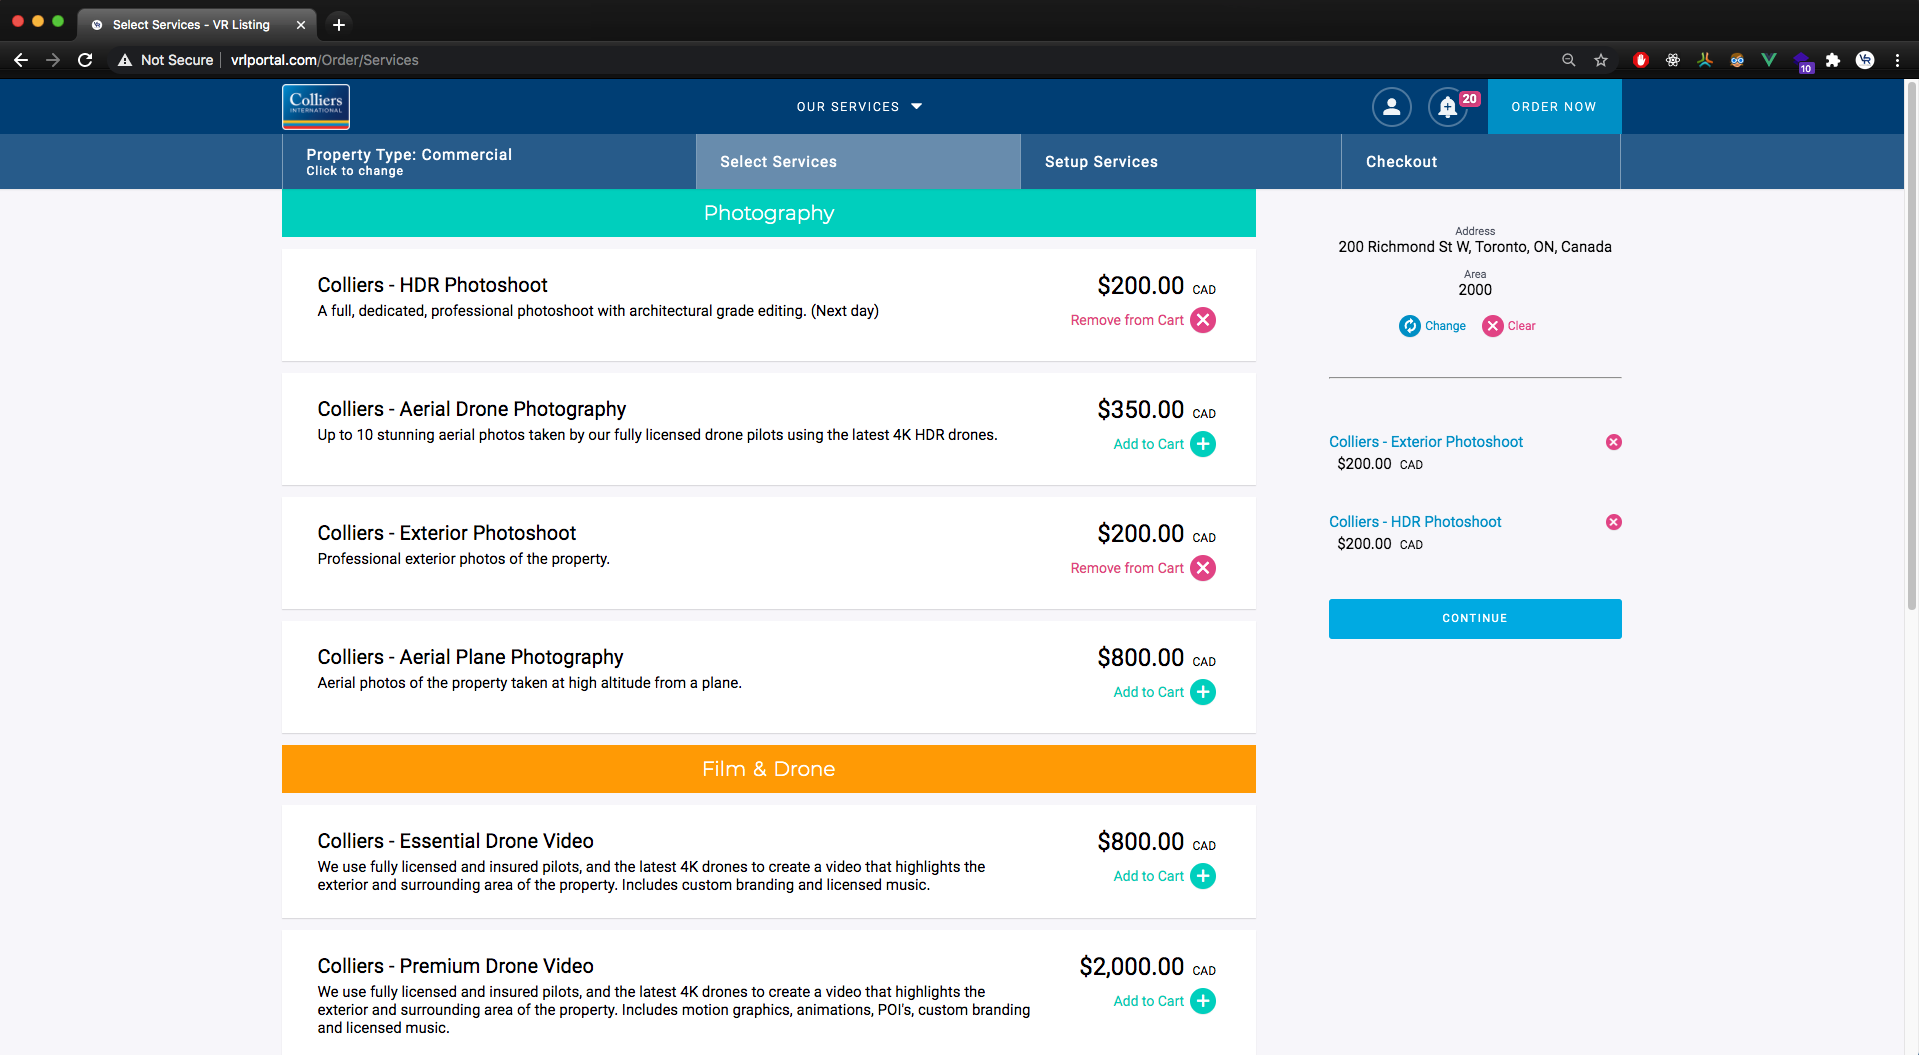 Select Services - VR Listing
Not Secure
vrlportal.com/Order/Services
10
Colliers
INTERNATIONAL
OUR SERVICES
20
ORDER NOW
Property Type: Commercial
Click to change
Select Services
Setup Services
Checkout
Photography
Colliers - HDR Photoshoot
$200.00 CAD
A full, dedicated, professional photoshoot with architectural grade editing. (Next day)
Remove from Cart
Colliers - Aerial Drone Photography
$350.00 CAD
Up to 10 stunning aerial photos taken by our fully licensed drone pilots using the latest 4K HDR drones.
Add to Cart
Colliers - Exterior Photoshoot
$200.00 CAD
Professional exterior photos of the property.
Remove from Cart
Colliers - Aerial Plane Photography
$800.00 CAD
Aerial photos of the property taken at high altitude from a plane.
Add to Cart
Film & Drone
Colliers - Essential Drone Video
$800.00 CAD
We use fully licensed and insured pilots, and the latest 4K drones to create a video that highlights the
exterior and surrounding area of the property. Includes custom branding and licensed music.
Add to Cart
Colliers - Premium Drone Video
$2,000.00 CAD
We use fully licensed and insured pilots, and the latest 4K drones to create a video that highlights the
exterior and surrounding area of the property. Includes motion graphics, animations, POI's, custom branding
and licensed music.
Add to Cart
Address
200 Richmond St W, Toronto, ON, Canada
Area
2000
Change
Clear
Colliers - Exterior Photoshoot
$200.00 CAD
Colliers - HDR Photoshoot
$200.00 CAD
CONTINUE